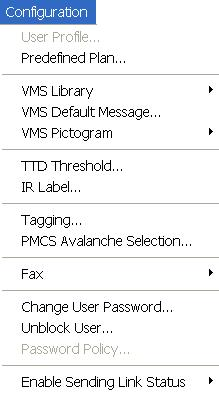 Configuration
User Profile...
Predefined Plan...
VMS Library
VMS Default Message...
VMS Pictogram
TTD Threshold...
IR Label...
Tagging...
PMCS Avalanche Selection...
Fax
Change User Password...
Unblock User...
Password Policy...
Enable Sending Link Status